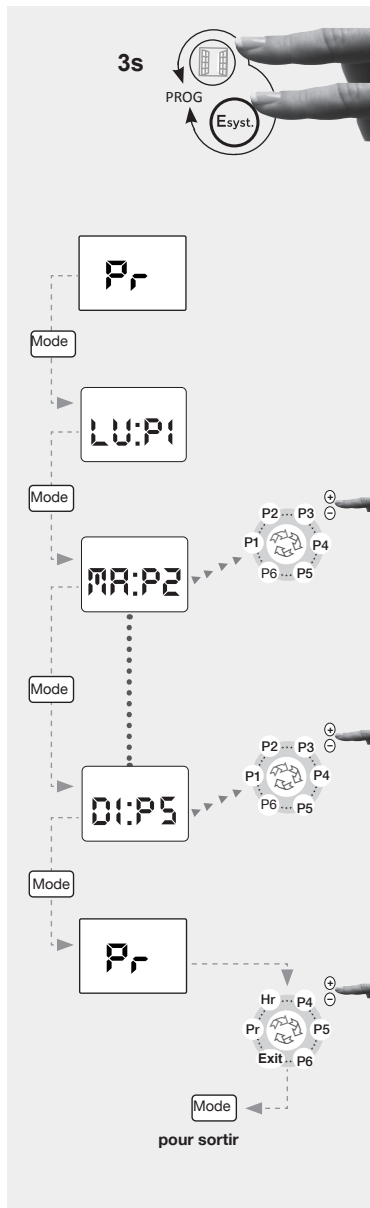 3s
PROG
Esyst.
Pr
Mode
LU:P1
Mode
MA:P2
+
P2 P3
-
P1 P4
P6 P5
Mode
DI:P5
+
P2 P3
-
P1 P4
P6 P5
Mode
Pr
+
Hr P4
-
Pr P5
Exit P6
Mode
pour sortir